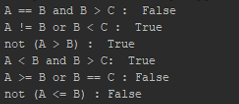 A == B and B > C :  False
A != B or B < C :  True
not (A > B) :  True
A < B and B > C:  True
A >= B or B == C : False
not (A <= B) : False